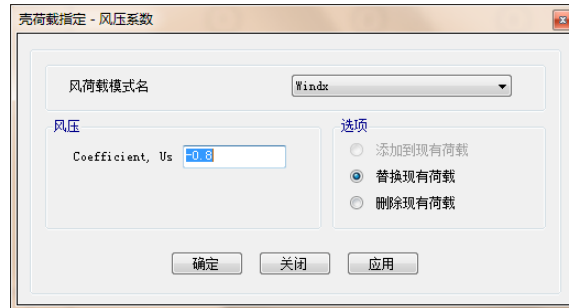 壳荷载指定 - 风压系数
风荷载模式名
Windx
风压
Coefficient, Us
-0.8
选项
添加到现有荷载
替换现有荷载
删除现有荷载
确定
关闭
应用